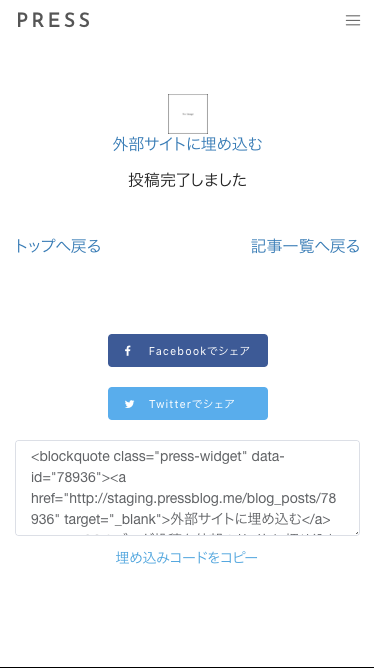 PRESS
外部サイトに埋め込む
投稿完了しました
トップへ戻る
記事一覧へ戻る
Facebookでシェア
Twitterでシェア
<blockquote class="press-widget" data-
id="78936"><a
href="http://staging.pressblog.me/blog_posts/78
936" target="_blank">外部サイトに埋め込む</a>
埋め込みコードをコピー